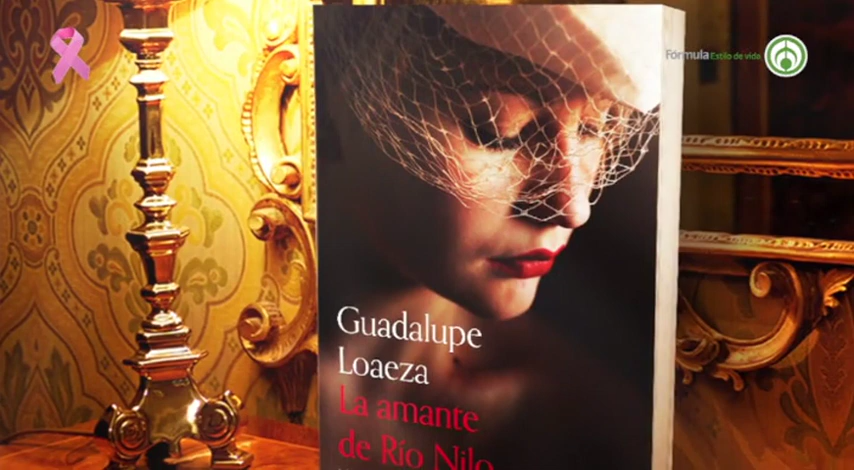 Fórmula Estilo de vida
Guadalupe
Loaeza
La amante
de Río Nilo